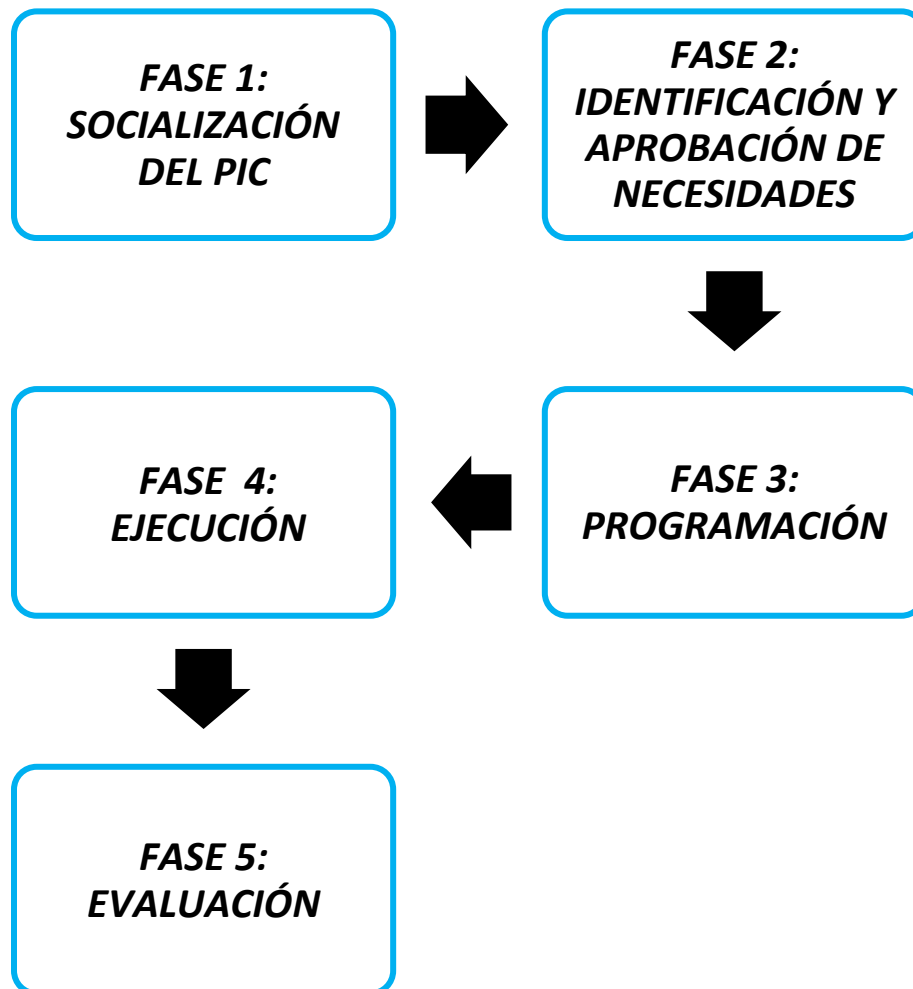 FASE 1:
SOCIALIZACIÓN
DEL PIC
FASE 2:
IDENTIFICACIÓN Y
APROBACIÓN DE
NECESIDADES
FASE 3:
PROGRAMACIÓN
FASE 4:
EJECUCIÓN
FASE 5:
EVALUACIÓN